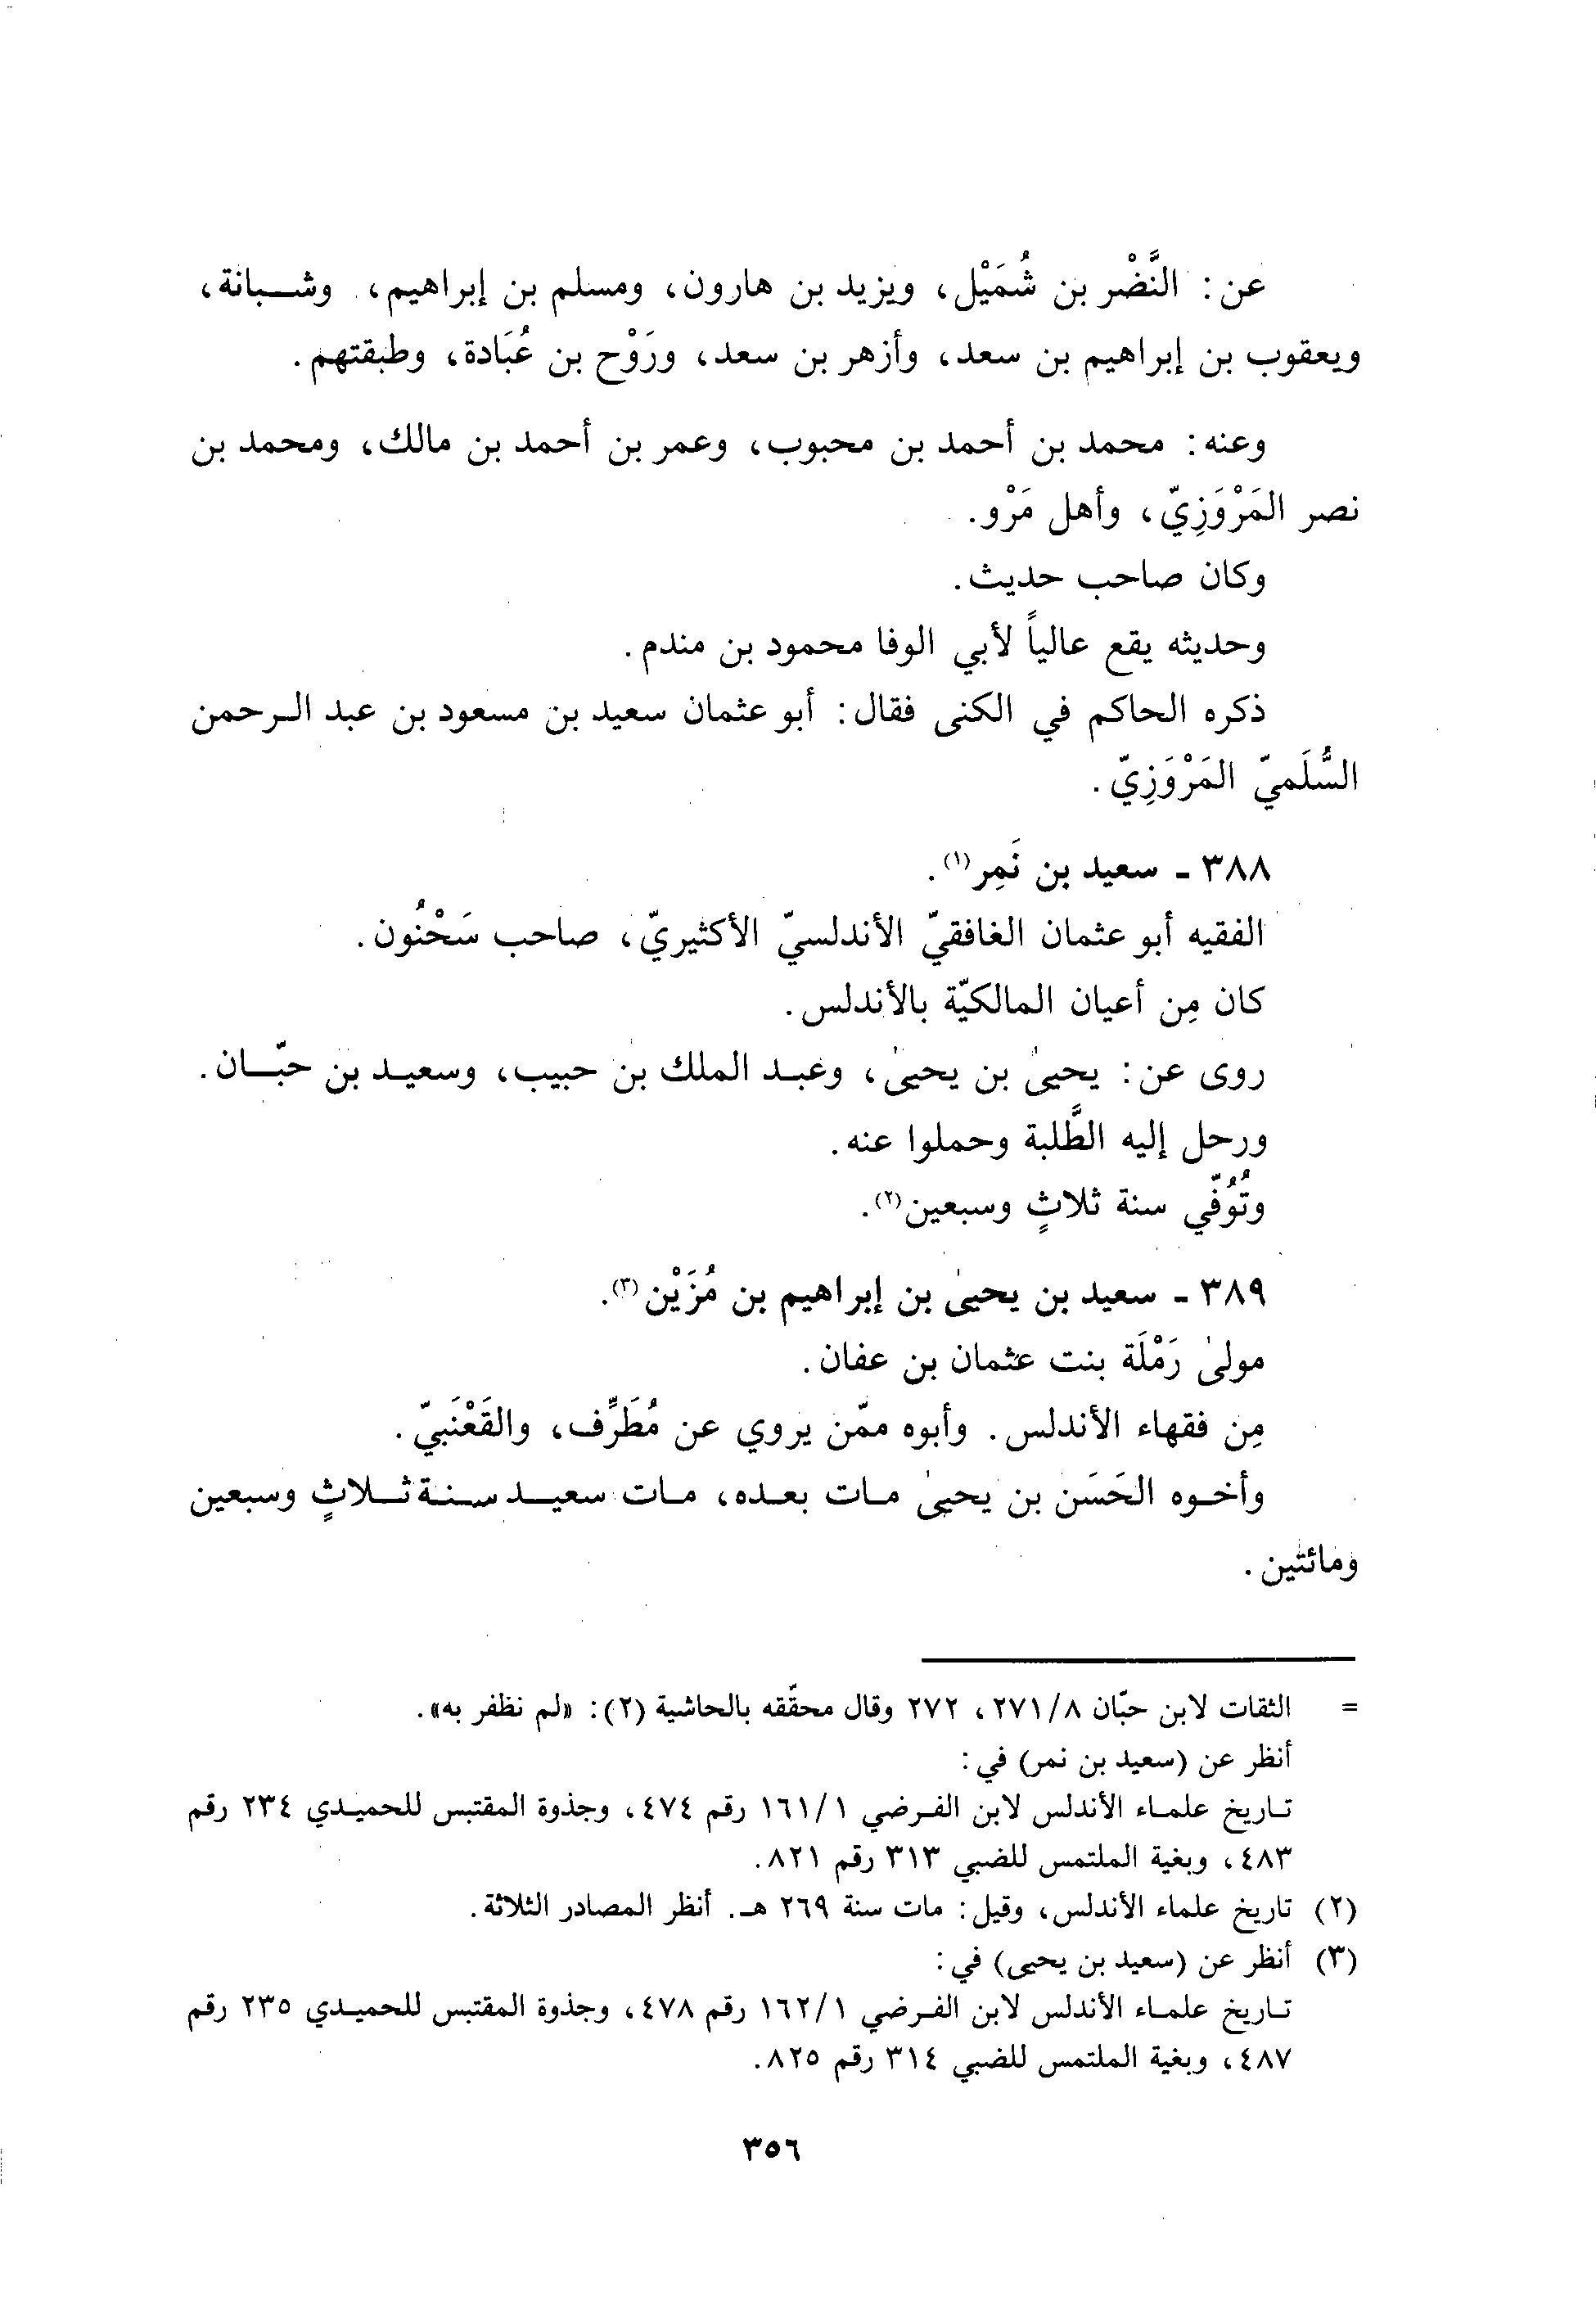 عن: النَّضْر بن شُمَيْل، ويزيد بن هارون، ومسلم بن إبراهيم، وشبانة،
ويعقوب بن إبراهيم بن سعد، وأزهر بن سعد، ورَوْح بن عُبَادة، وطبقتهم.
وعنه: محمد بن أحمد بن محبوب، وعمر بن أحمد بن مالك، ومحمد بن
نصر المَرْوَزِيّ، وأهل مَرْو.
وكان صاحب حديث.
وحديثه يقع عالياً لأبي الوفا محمود بن مندم.
ذكره الحاكم في الكنى فقال: أبو عثمان سعيد بن مسعود بن عبد الرحمن
السُّلَميّ المَرْوَزِيّ.
٣٨٨ - سعيد بن نَمِر(١).
الفقيه أبو عثمان الغافقيّ الأندلسيّ الأكثيريّ، صاحب سَحْنُون.
كان مِن أعيان المالكيّة بالأندلس.
روى عن: يحيىٰ بن يحيىٰ، وعبد الملك بن حبيب، وسعيد بن حبّان.
ورحل إليه الطَّلبة وحملوا عنه.
وتُوُفّي سنة ثلاثٍ وسبعين(٢).
٣٨٩ - سعيد بن يحيىٰ بن إبراهيم بن مُزَيْن(٣).
مولىٰ رَمْلَة بنت عثمان بن عفان.
مِن فقهاء الأندلس. وأبوه ممّن يروي عن مُطَرِّف، والقَعْنَبيّ.
وأخوه الحَسَن بن يحيىٰ مات بعده، مات سعيد سنة ثلاثٍ وسبعين
ومائتين.
= الثقات لابن حبّان ٢٧١/٨، ٢٧٢ وقال محقّقه بالحاشية (٢): «لم نظفر به».
أنظر عن (سعيد بن نمر) في:
تاريخ علماء الأندلس لابن الفرضي ١٦١/١ رقم ٤٧٤، وجذوة المقتبس للحميدي ٢٣٤ رقم
٤٨٣، وبغية الملتمس للضبي ٣١٣ رقم ٨٢١.
(٢) تاريخ علماء الأندلس، وقيل: مات سنة ٢٦٩ هـ. أنظر المصادر الثلاثة.
(٣) أنظر عن (سعيد بن يحيى) في:
تاريخ علماء الأندلس لابن الفرضي ١٦٢/١ رقم ٤٧٨، وجذوة المقتبس للحميدي ٢٣٥ رقم
٤٨٧، وبغية الملتمس للضبي ٣١٤ رقم ٨٢٥.
٣٥٦